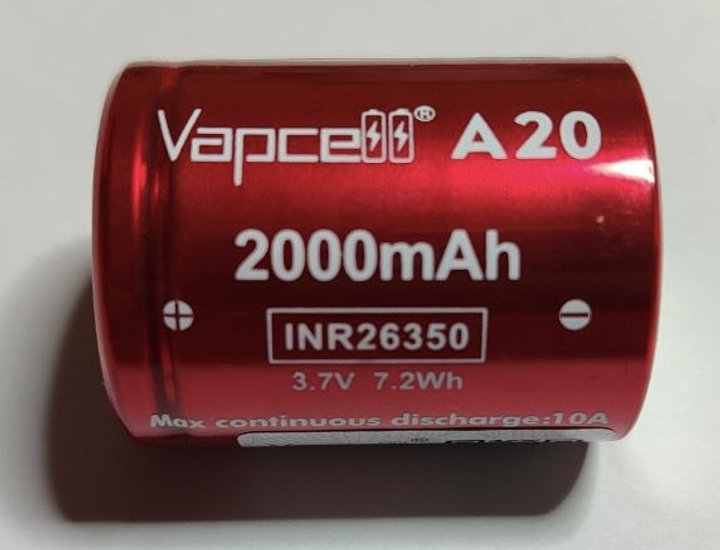 Vapcell® A20
2000mAh
⊕ ⊖
INR26350
3.7V 7.2Wh
Max continuous discharge:10A